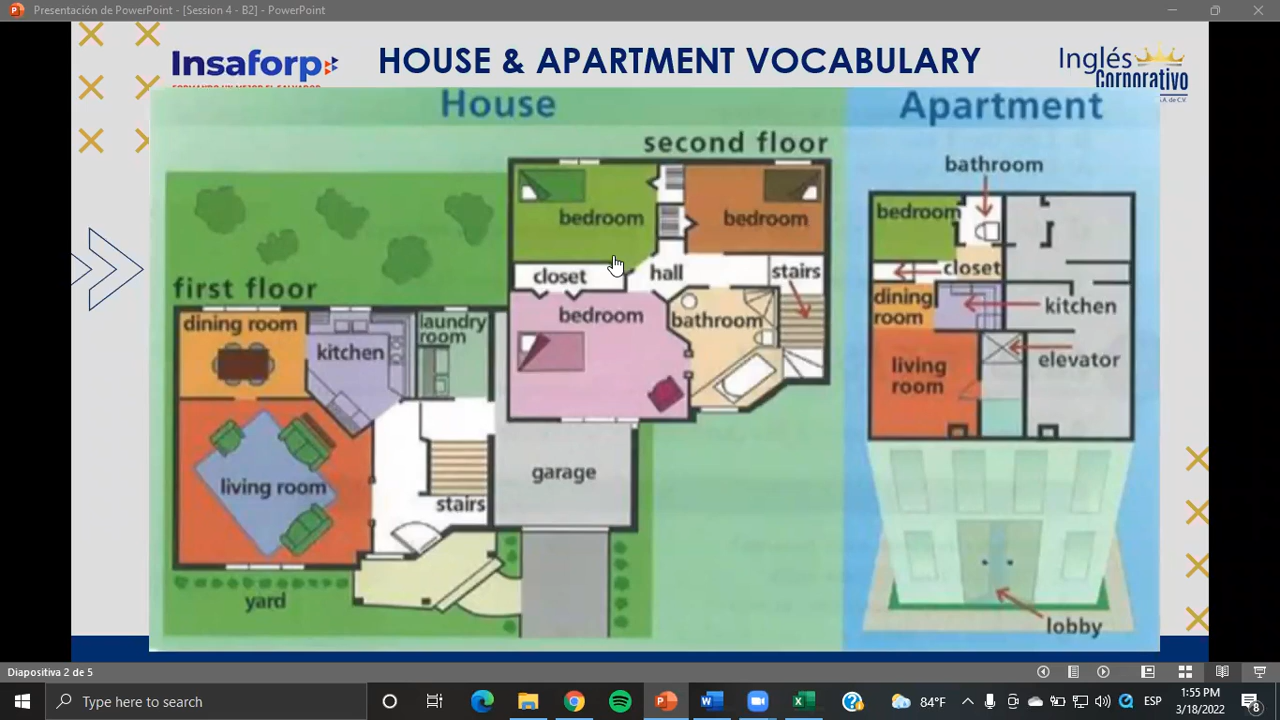 Presentación de PowerPoint - [Session 4 - B2] - PowerPoint
Insaforp
HOUSE & APARTMENT VOCABULARY
Inglés
Corporativo
S.A. de C.V.
House
Apartment
second floor
bathroom
bedroom
bedroom
bedroom
closet
hall
stairs
closet
first floor
dining
room
kitchen
dining room
kitchen
laundry
room
bedroom
bathroom
living
room
elevator
living room
garage
stairs
yard
lobby
Diapositiva 2 de 5
Type here to search
84°F
ESP
1:55 PM
3/18/2022
8